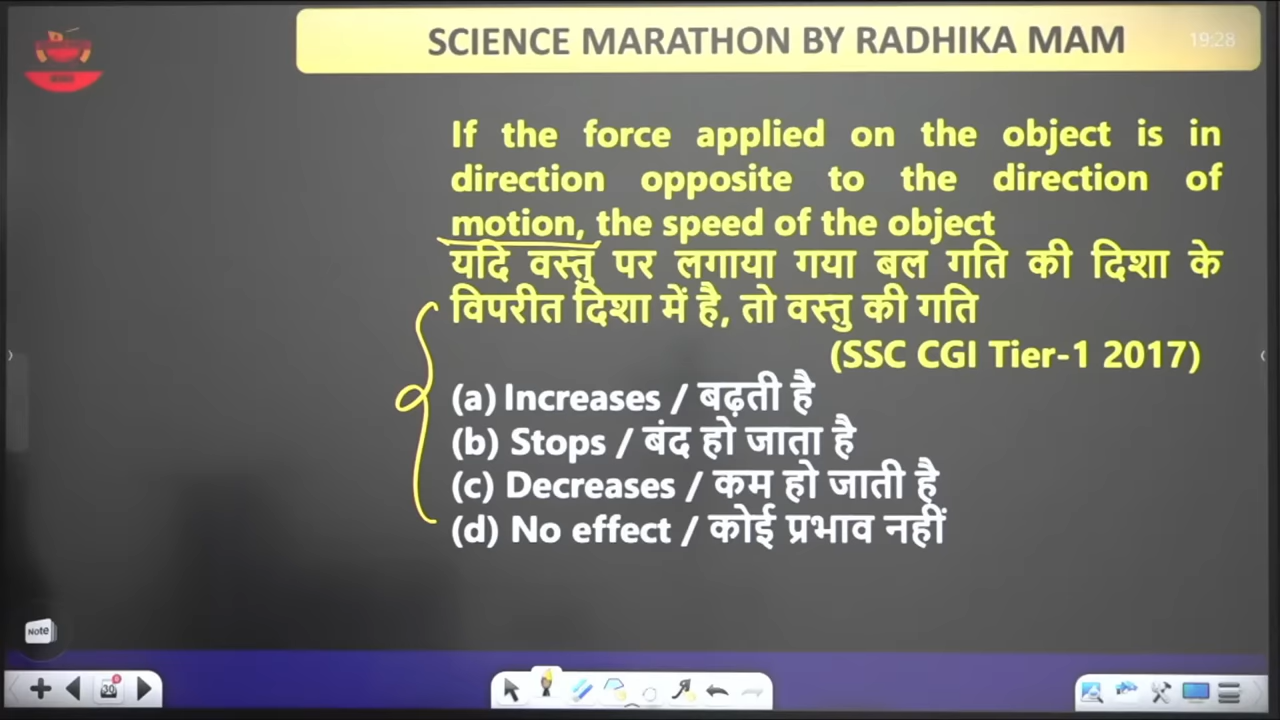 SCIENCE MARATHON BY RADHIKA MAM
19:28
If the force applied on the object is in
direction opposite to the direction of
motion, the speed of the object
यदि वस्तु पर लगाया गया बल गति की दिशा के
विपरीत दिशा में है, तो वस्तु की गति
(SSC CGI Tier-1 2017)
(a) Increases / बढ़ती है
(b) Stops / बंद हो जाता है
(c) Decreases / कम हो जाती है
(d) No effect / कोई प्रभाव नहीं
Note